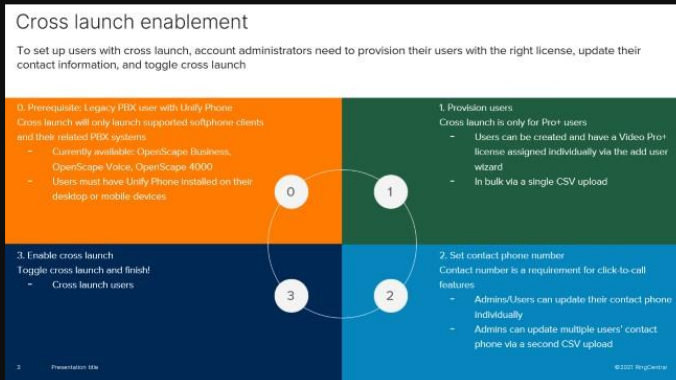 Cross launch enablement
To set up users with cross launch, account administrators need to provision their users with the right license, update their
contact information, and toggle cross launch
0. Prerequisite: Legacy PBX user with Unify Phone
Cross launch will only launch supported softphone clients
and their related PBX systems
- Currently available: OpenScape Business,
OpenScape Voice, OpenScape 4000
- Users must have Unify Phone installed on their
desktop or mobile devices
0
1. Provision users
Cross launch is only for Pro+ users
- Users can be created and have a Video Pro+
license assigned individually via the add user
wizard
- In bulk via a single CSV upload
1
3. Enable cross launch
Toggle cross launch and finish!
- Cross launch users
3
2. Set contact phone number
Contact number is a requirement for click-to-call
features
- Admins/Users can update their contact phone
individually
- Admins can update multiple users' contact
phone via a second CSV upload
2
3 Presentation title
©2021 RingCentral